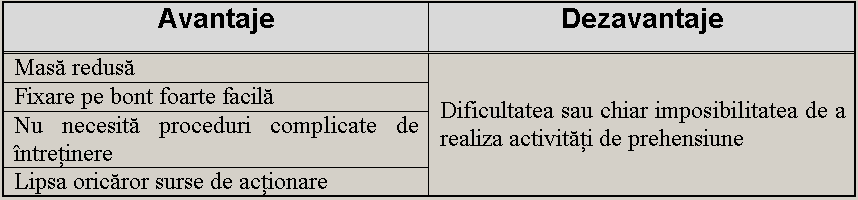 Avantaje
Dezavantaje
Masă redusă
Fixare pe bont foarte facilă
Nu necesită proceduri complicate de
întreținere
Lipsa oricăror surse de acționare
Dificultatea sau chiar imposibilitatea de a
realiza activități de prehensiune